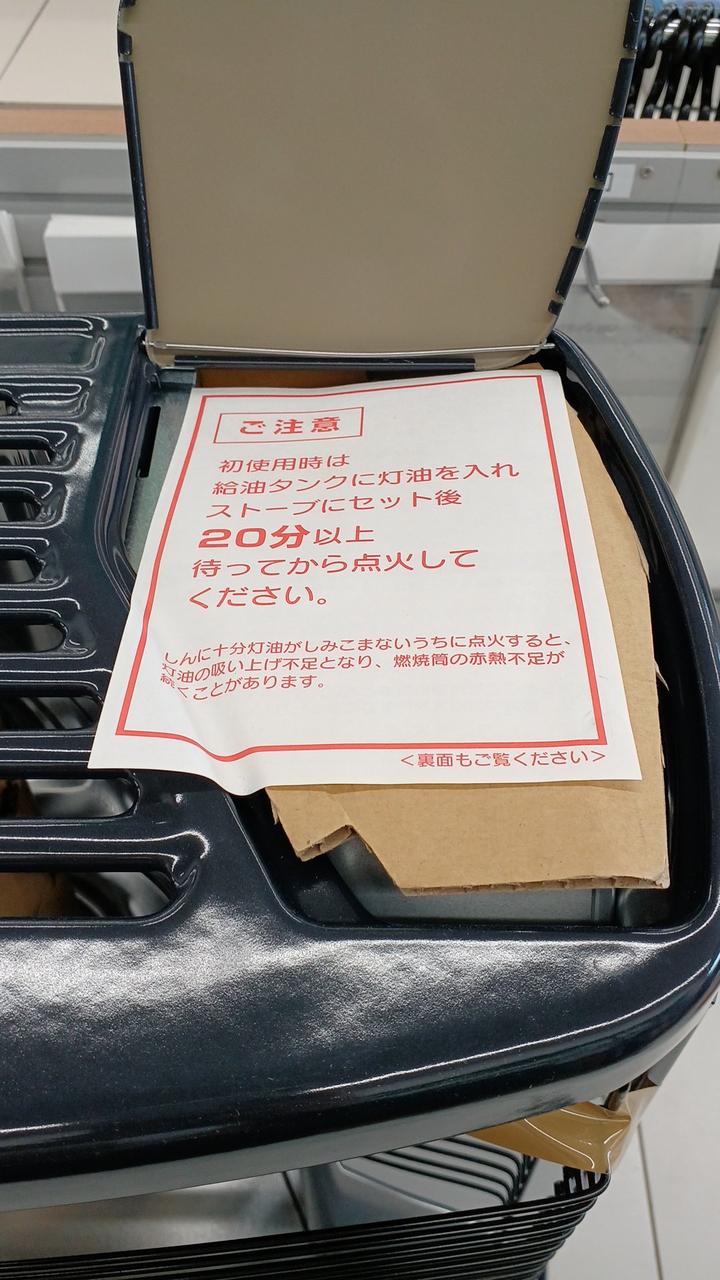 ご注意
初使用時は
給油タンクに灯油を入れ
ストーブにセット後
20分以上
待ってから点火して
ください。
しんに十分灯油がしみこまないうちに点火すると、
灯油の吸い上げ不足となり、燃焼筒の赤熱不足が
続くことがあります。
＜裏面もご覧ください＞